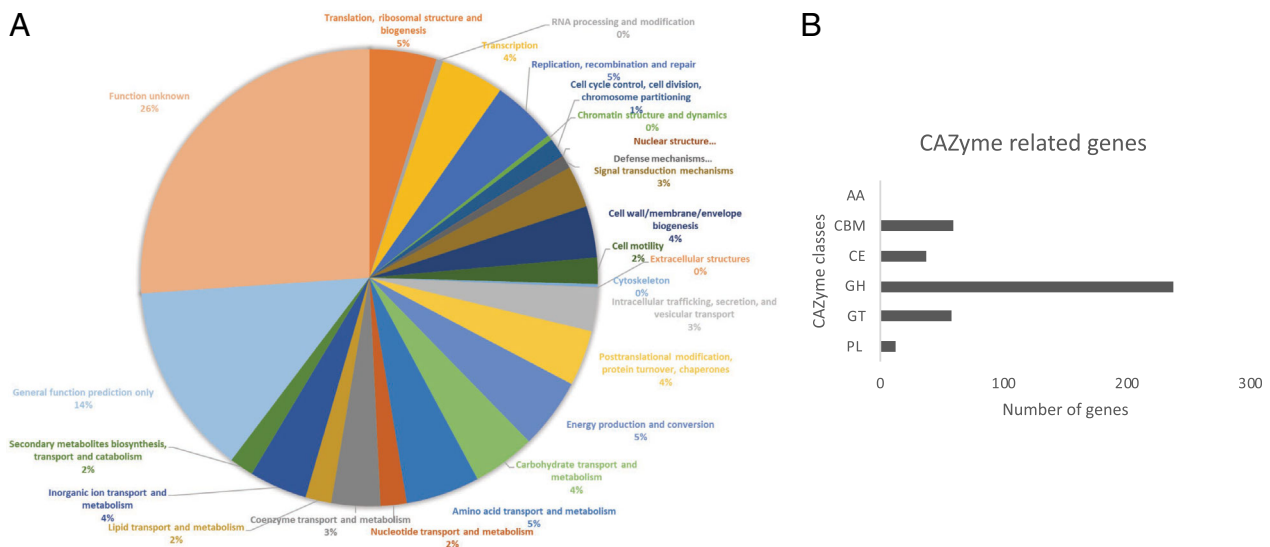 A
Translation, ribosomal structure and
biogenesis
5%
RNA processing and modification
0%
Transcription
4%
Replication, recombination and repair
5%
Cell cycle control, cell division,
chromosome partitioning
1%
Chromatin structure and dynamics
0%
Nuclear structure...
Defense mechanisms...
Signal transduction mechanisms
3%
Cell wall/membrane/envelope
biogenesis
4%
Cell motility
2%
Extracellular structures
0%
Cytoskeleton
0%
Intracellular trafficking, secretion, and
vesicular transport
3%
Posttranslational modification,
protein turnover, chaperones
4%
Energy production and conversion
5%
Carbohydrate transport and
metabolism
4%
Amino acid transport and metabolism
5%
Nucleotide transport and metabolism
2%
Coenzyme transport and metabolism
3%
Lipid transport and metabolism
2%
Inorganic ion transport and
metabolism
4%
Secondary metabolites biosynthesis,
transport and catabolism
2%
General function prediction only
14%
Function unknown
26%
B
CAZyme related genes
CAZyme classes
AA
CBM
CE
GH
GT
PL
0 100 200 300
Number of genes